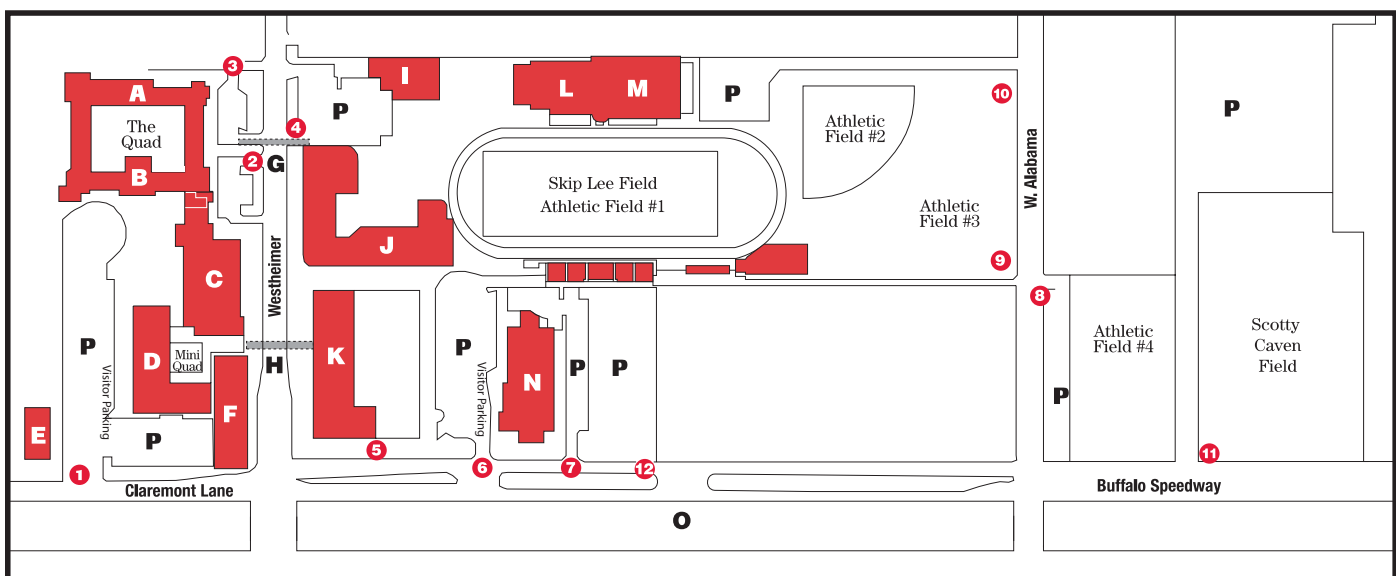 3
I
A
L
M
P
10
P
4
P
The
Quad
Athletic
Field #2
2
G
B
W. Alabama
Skip Lee Field
Athletic Field #1
Athletic
Field #3
J
C
9
Westheimer
8
Athletic
Field #4
Scotty
Caven
Field
P
D
Mini
Quad
H
K
P
N
P
P
P
Visitor Parking
Visitor Parking
E
F
P
5
1
6
7
12
11
Claremont Lane
Buffalo Speedway
O